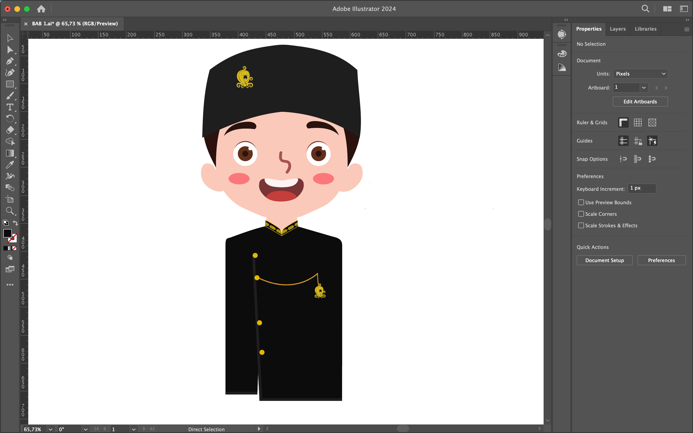 Adobe Illustrator 2024
BAB 1.ai* @ 65,73 % (RGB/Preview)
50 100 150 200 250 300 350 400 450 500 550 600 650 700 750 800 850 900
Properties Layers Libraries
No Selection
Document
Units: Pixels
Artboard: 1
Edit Artboards
Ruler & Grids
Guides
Snap Options
Preferences
Keyboard Increment: 1 px
Use Preview Bounds
Scale Corners
Scale Strokes & Effects
Quick Actions
Document Setup Preferences
65,73% 0° 1 Direct Selection